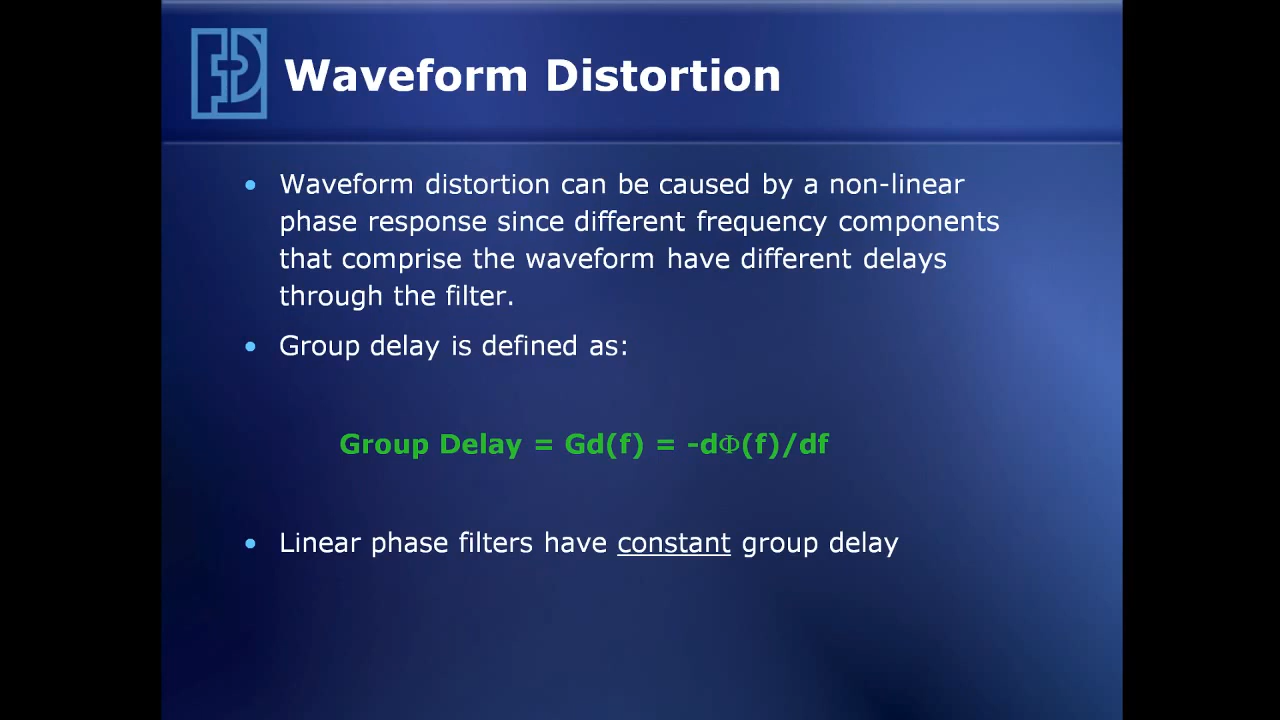 Waveform Distortion
• Waveform distortion can be caused by a non-linear
phase response since different frequency components
that comprise the waveform have different delays
through the filter.
• Group delay is defined as:
Group Delay = Gd(f) = -dΦ(f)/df
• Linear phase filters have constant group delay